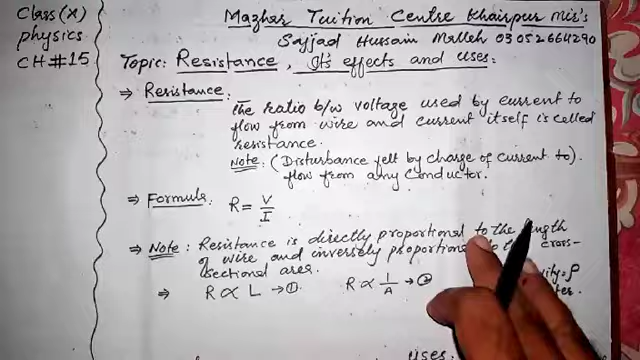 Class (X)
physics
CH#15
Mazhar Tuition Centre Khairpur Mir's
Sajjad Hussain Malleh 03052664290
Topic: Resistance, It's effects and uses:
⇒ Resistance:
The Ratio b/w voltage used by current to
flow from wire and current itself is called
resistance.
Note: (Disturbance felt by charge of current to).
flow from any conductor.
⇒ Formula: R = V/I
⇒ Note: Resistance is directly proportional to the length
of wire and inversely cross-
sectional area.
⇒ R ∝ L → ① R ∝ 1/A → ②
uses: